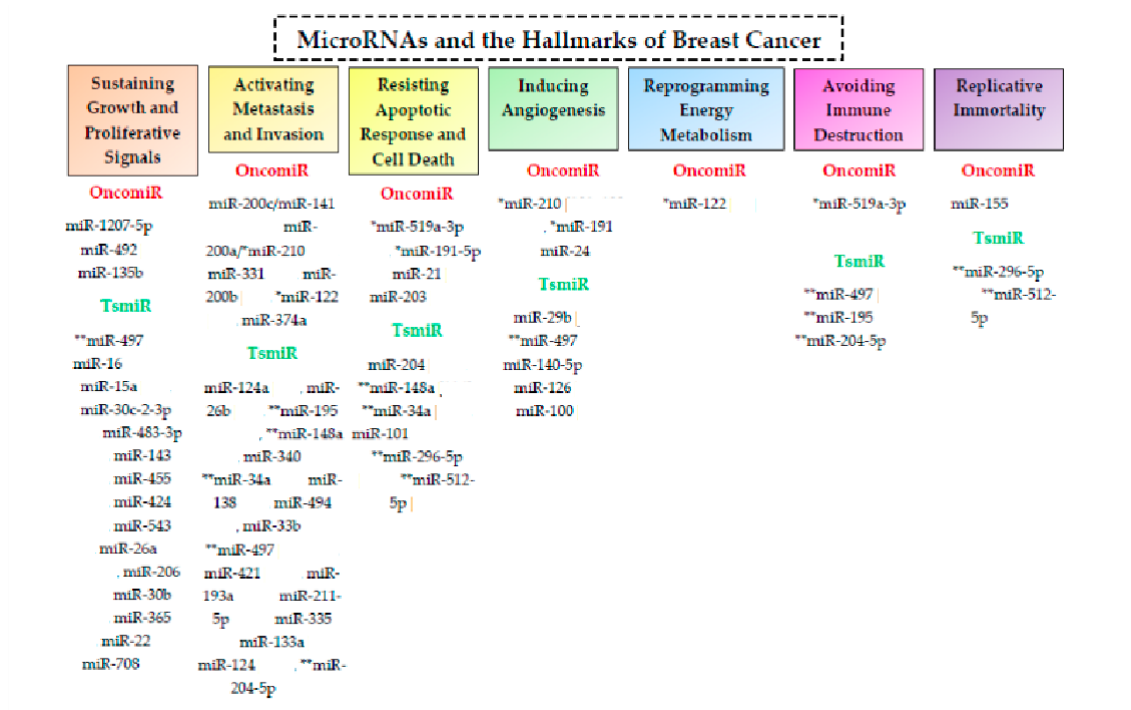 MicroRNAs and the Hallmarks of Breast Cancer
Sustaining
Growth and
Proliferative
Signals
OncomiR
miR-1207-5p
miR-492
miR-135b
TsmiR
**miR-497
miR-16
miR-15a
miR-30c-2-3p
miR-483-3p
miR-143
miR-455
miR-424
miR-543
miR-26a
, miR-206
miR-30b
miR-365
miR-22
miR-708
Activating
Metastasis
and Invasion
OncomiR
miR-200c/miR-141
miR-
200a/*miR-210
miR-331 miR-
200b *miR-122
miR-374a
TsmiR
miR-124a , miR-
26b **miR-195
, **miR-148a
miR-340
**miR-34a miR-
138 miR-494
, miR-33b
**miR-497
miR-421 miR-
193a miR-211-
5p miR-335
miR-133a
miR-124 , **miR-
204-5p
Resisting
Apoptotic
Response and
Cell Death
OncomiR
*miR-519a-3p
*miR-191-5p
miR-21
miR-203
TsmiR
miR-204
**miR-148a
**miR-34a
miR-101
**miR-296-5p
**miR-512-
5p
Inducing
Angiogenesis
OncomiR
*miR-210
, *miR-191
miR-24
TsmiR
miR-29b
**miR-497
miR-140-5p
miR-126
miR-100
Reprogramming
Energy
Metabolism
OncomiR
*miR-122
Avoiding
Immune
Destruction
OncomiR
*miR-519a-3p
TsmiR
**miR-497
**miR-195
**miR-204-5p
Replicative
Immortality
OncomiR
miR-155
TsmiR
**miR-296-5p
**miR-512-
5p